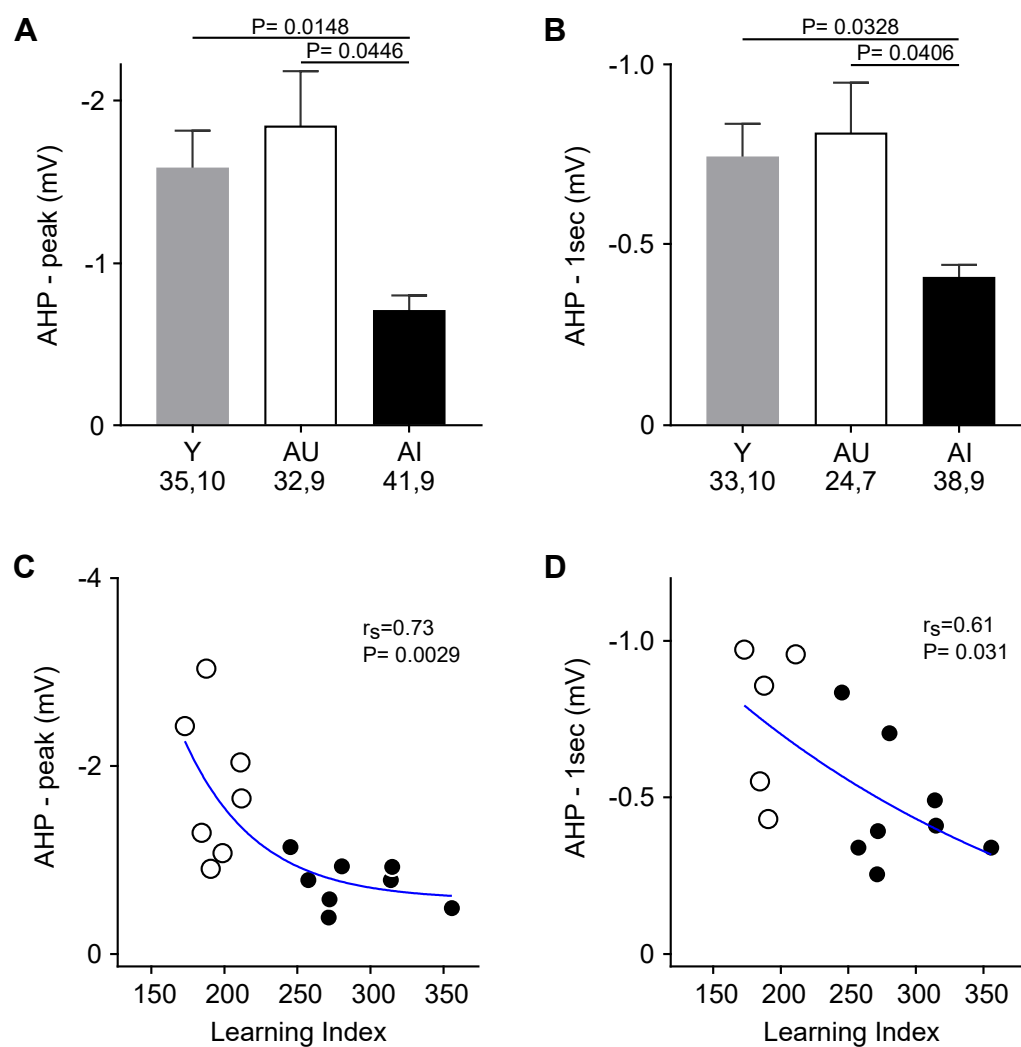 A
P= 0.0148
P= 0.0446
AHP - peak (mV)
-2
-1
0
Y
AU
AI
35,10
32,9
41,9
B
P= 0.0328
P= 0.0406
AHP - 1sec (mV)
-1.0
-0.5
0
Y
AU
AI
33,10
24,7
38,9
C
AHP - peak (mV)
-4
-2
0
rs=0.73
P= 0.0029
150 200 250 300 350
Learning Index
D
AHP - 1sec (mV)
-1.0
-0.5
0
rs=0.61
P= 0.031
150 200 250 300 350
Learning Index